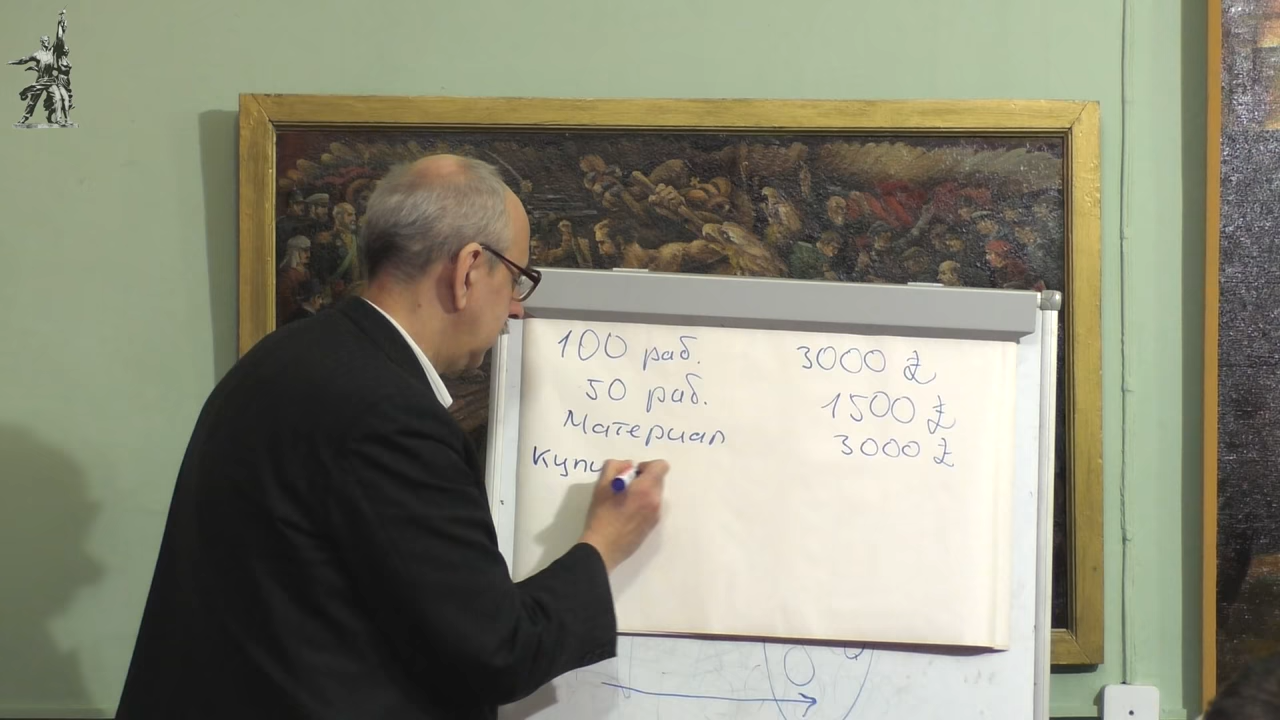 100 раб. 3000 £
50 раб. 1500 £
Материал 3000 £
Купи